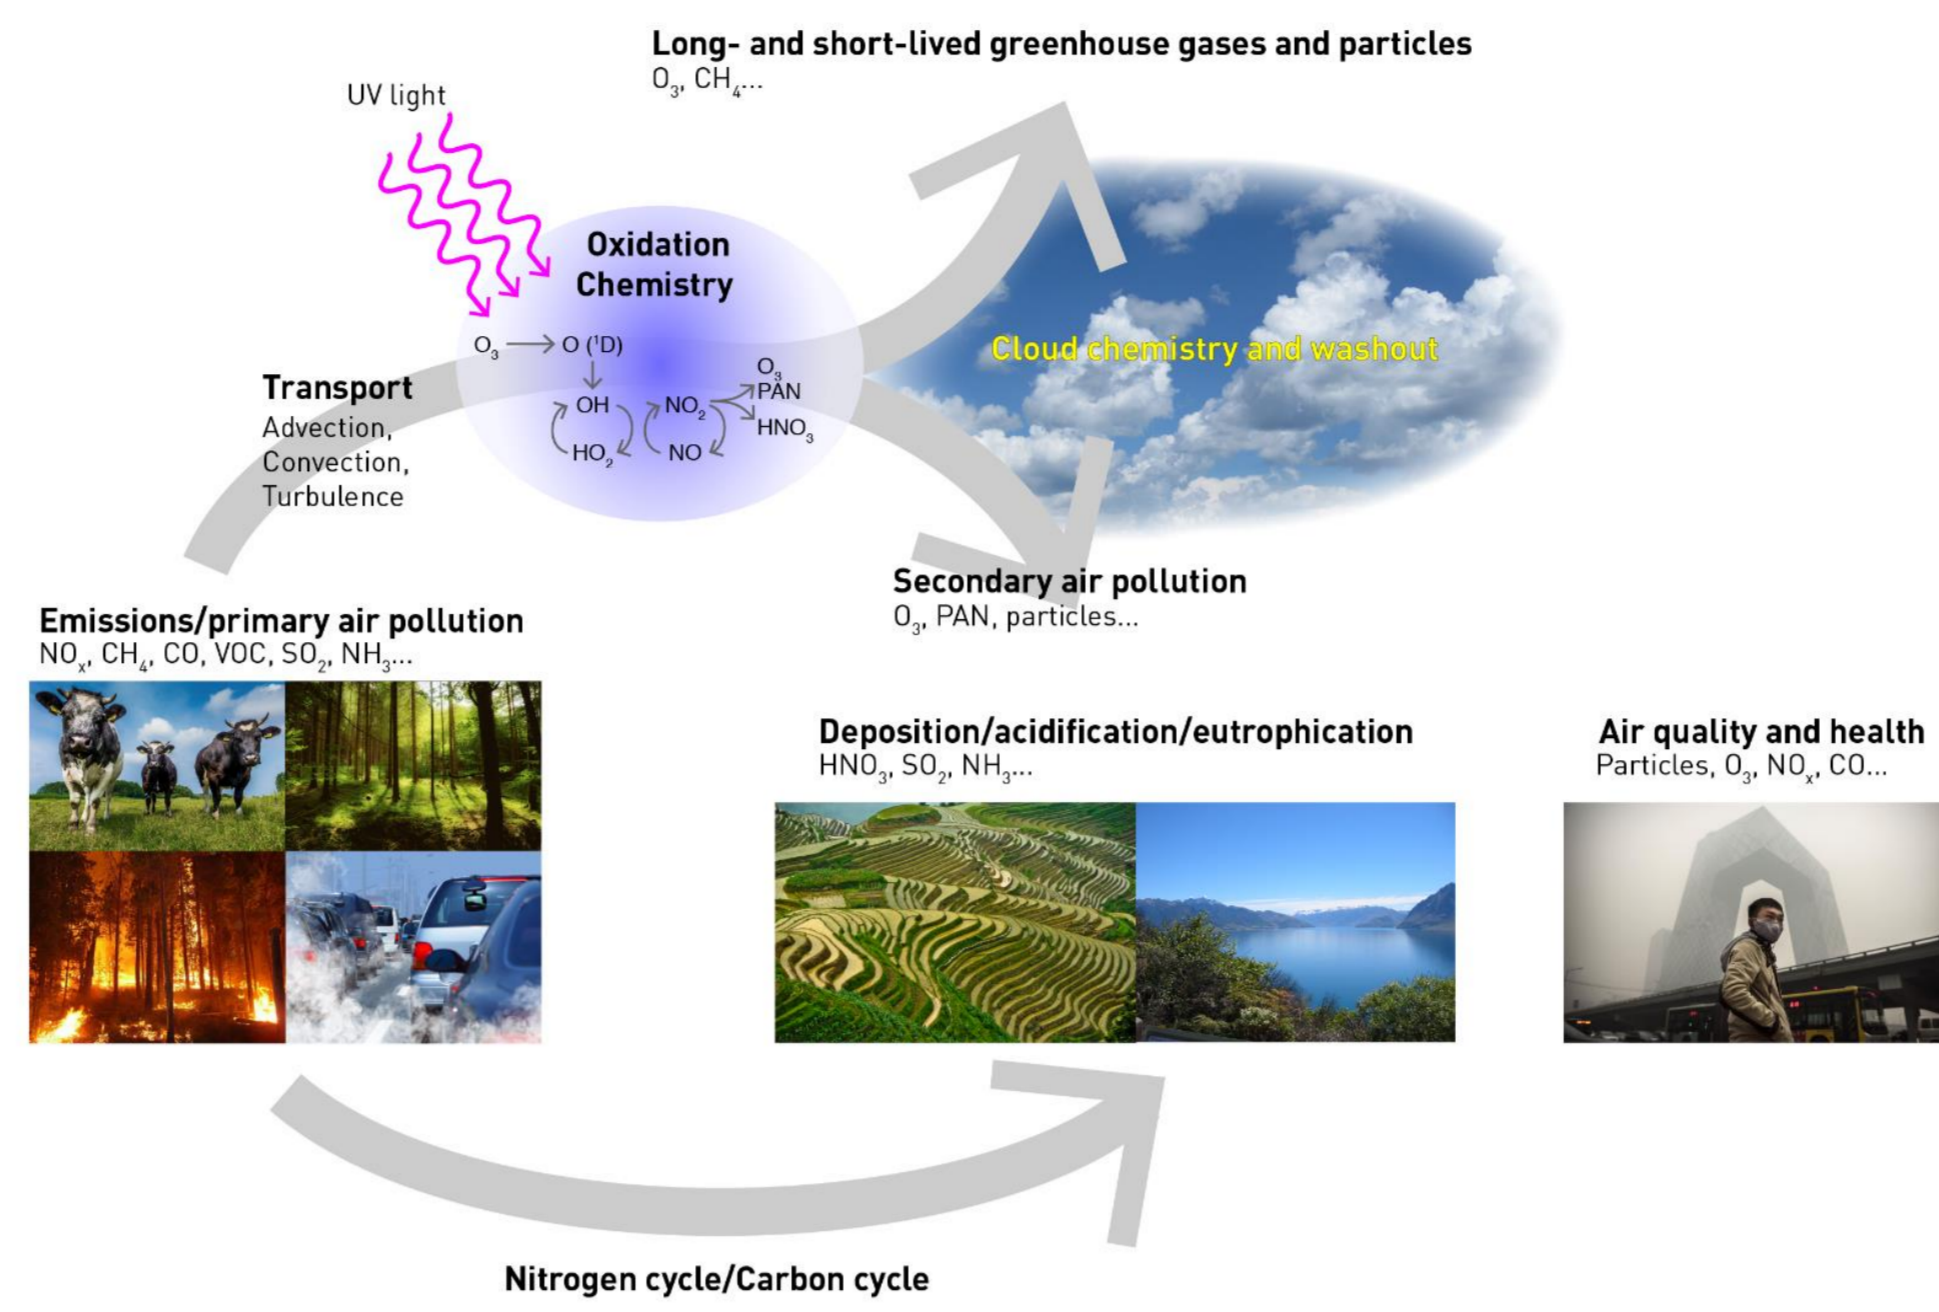 Long- and short-lived greenhouse gases and particles
O₃, CH₄...
UV light
Oxidation
Chemistry
O₃ → O (¹D)
OH
HO₂
NO₂
NO
O₃
PAN
HNO₃
Cloud chemistry and washout
Transport
Advection,
Convection,
Turbulence
Secondary air pollution
O₃, PAN, particles...
Emissions/primary air pollution
NOₓ, CH₄, CO, VOC, SO₂, NH₃...
Deposition/acidification/eutrophication
HNO₃, SO₂, NH₃...
Air quality and health
Particles, O₃, NOₓ, CO...
Nitrogen cycle/Carbon cycle